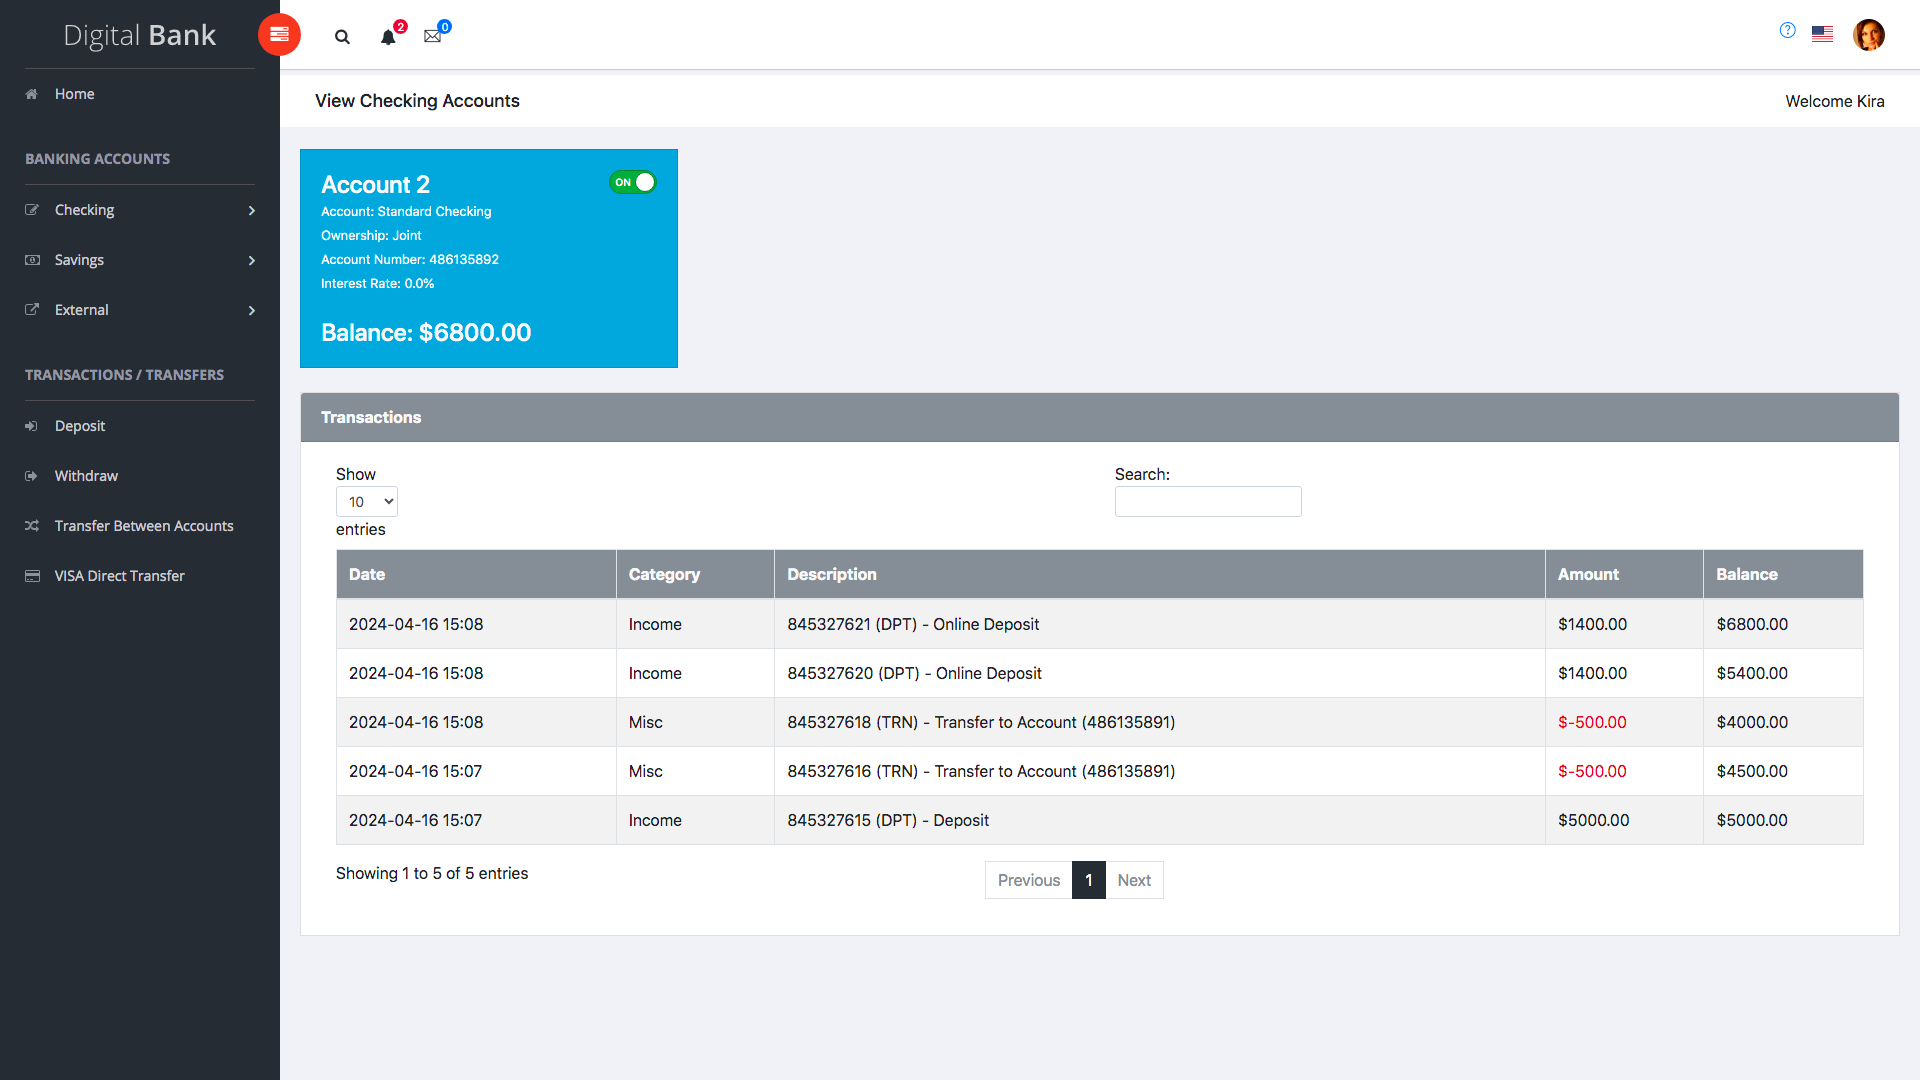 Digital Bank
2
0
?
Home
View Checking Accounts
Welcome Kira
BANKING ACCOUNTS
Checking
Savings
External
TRANSACTIONS / TRANSFERS
Deposit
Withdraw
Transfer Between Accounts
VISA Direct Transfer
Account 2
ON
Account: Standard Checking
Ownership: Joint
Account Number: 486135892
Interest Rate: 0.0%
Balance: $6800.00
Transactions
Show
10
entries
Search:
Date Category Description Amount Balance
2024-04-16 15:08 Income 845327621 (DPT) - Online Deposit $1400.00 $6800.00
2024-04-16 15:08 Income 845327620 (DPT) - Online Deposit $1400.00 $5400.00
2024-04-16 15:08 Misc 845327618 (TRN) - Transfer to Account (486135891) $-500.00 $4000.00
2024-04-16 15:07 Misc 845327616 (TRN) - Transfer to Account (486135891) $-500.00 $4500.00
2024-04-16 15:07 Income 845327615 (DPT) - Deposit $5000.00 $5000.00
Showing 1 to 5 of 5 entries
Previous 1 Next